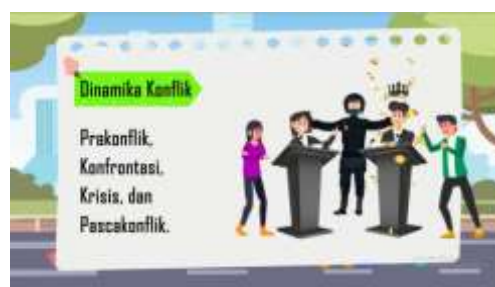 Dinamika Konflik
Prakonflik,
Konfrontasi,
Krisis, dan
Pascakonflik.